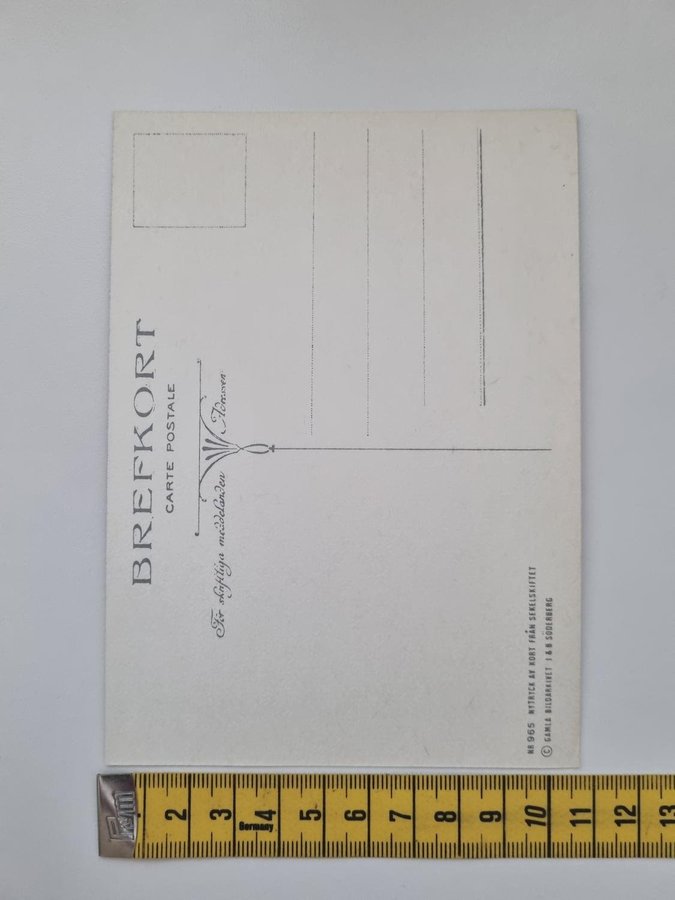 BREFKORT
CARTE POSTALE
För skriftliga meddelanden
Adressen
NR 965 NYTRYCK AV KORT FRÅN SEKELSKIFTET
© GAMLA BILDARKIVET I & B SÖDERBERG
2 3 4 5 6 7 8 9 10 11 12 13
Germany